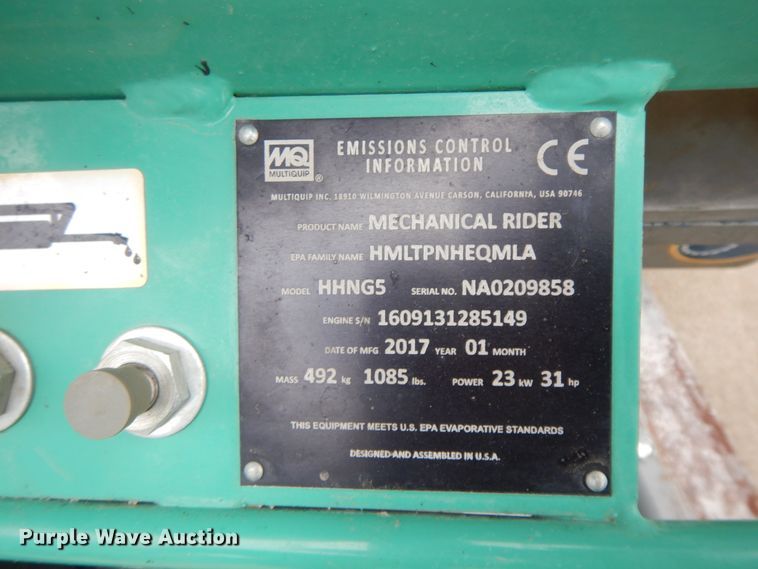 MQ
MULTIQUIP ®
EMISSIONS CONTROL
INFORMATION
CE
MULTIQUIP INC. 18910 WILMINGTON AVENUE CARSON, CALIFORNIA, USA 90746
PRODUCT NAME MECHANICAL RIDER
EPA FAMILY NAME HMLTPNHEQMLA
MODEL HHNG5 SERIAL NO. NA0209858
ENGINE S/N 1609131285149
DATE OF MFG 2017 YEAR 01 MONTH
MASS 492 kg 1085 lbs. POWER 23 kW 31 hp
THIS EQUIPMENT MEETS U.S. EPA EVAPORATIVE STANDARDS
DESIGNED AND ASSEMBLED IN U.S.A.
Purple Wave Auction